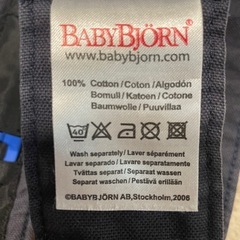 BABYBJÖRN®
www.babybjorn.com
100% Cotton / Coton / Algodón
Bomull / Katoen / Cotone
Baumwolle / Puuvillaa
40
Wash separately / Laver séparément
Lavar separado / Lavare separatamente
Tvättas separat / Separat wassen
Separat waschen / Pestävä erillään
©BABYBJÖRN AB, Stockholm, 2006